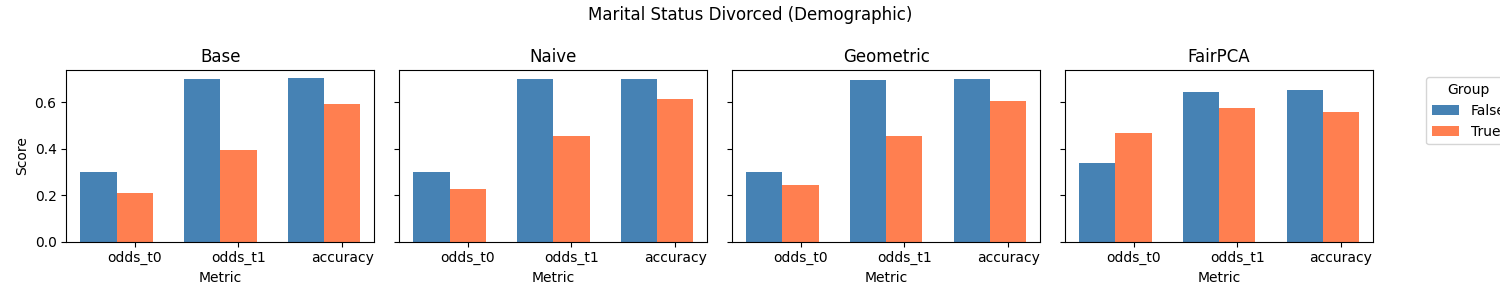 Marital Status Divorced (Demographic)
Base
Naive
Geometric
FairPCA
Score
0.6
0.4
0.2
0.0
odds_t0 odds_t1 accuracy
Metric
odds_t0 odds_t1 accuracy
Metric
odds_t0 odds_t1 accuracy
Metric
odds_t0 odds_t1 accuracy
Metric
Group
False
True